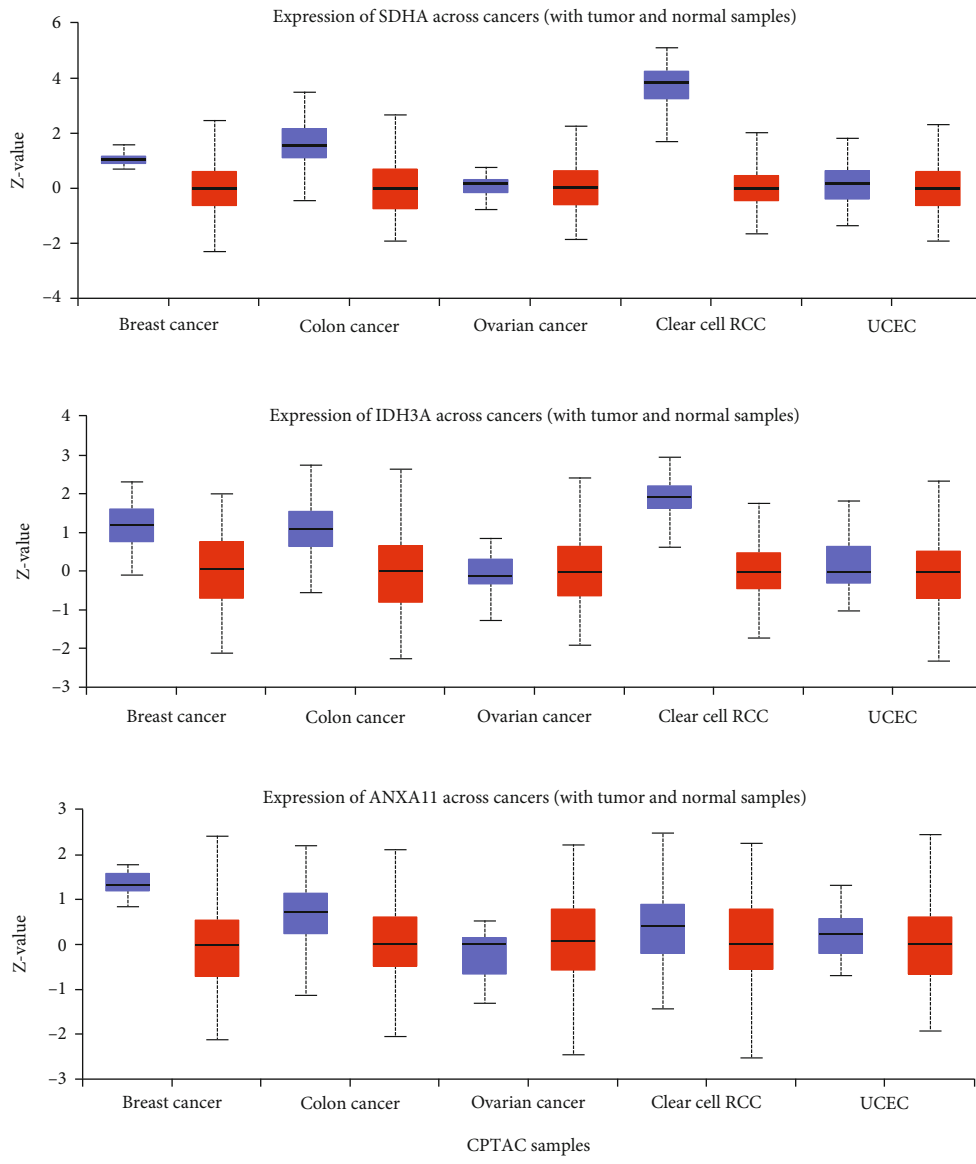 Expression of SDHA across cancers (with tumor and normal samples)
6
4
2
0
–2
–4
Z-value
Breast cancer Colon cancer Ovarian cancer Clear cell RCC UCEC
Expression of IDH3A across cancers (with tumor and normal samples)
4
3
2
1
0
–1
–2
–3
Z-value
Breast cancer Colon cancer Ovarian cancer Clear cell RCC UCEC
Expression of ANXA11 across cancers (with tumor and normal samples)
3
2
1
0
–1
–2
–3
Z-value
Breast cancer Colon cancer Ovarian cancer Clear cell RCC UCEC
CPTAC samples